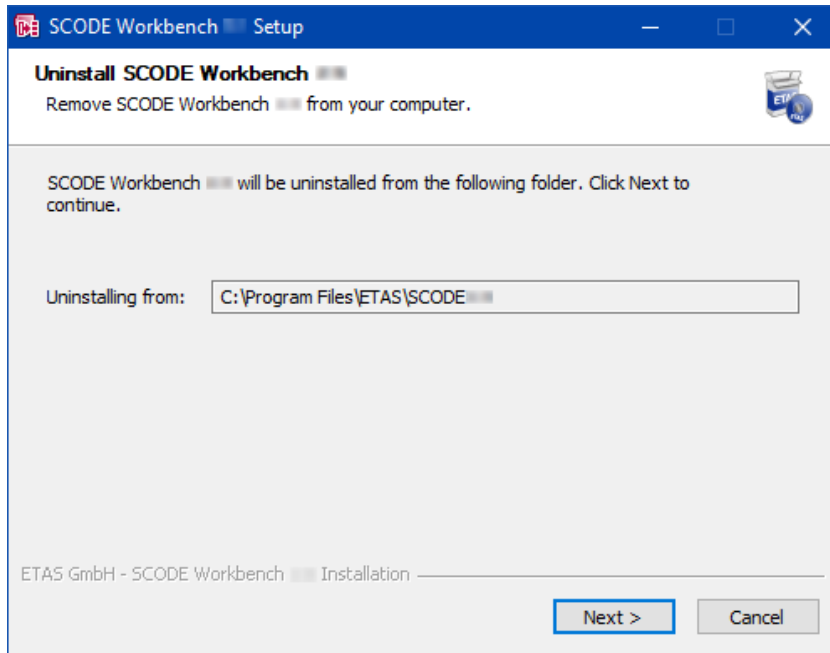 SCODE Workbench Setup
Uninstall SCODE Workbench
Remove SCODE Workbench from your computer.
ETAS
SCODE Workbench will be uninstalled from the following folder. Click Next to
continue.
Uninstalling from: C:\Program Files\ETAS\SCODE
ETAS GmbH - SCODE Workbench Installation
Next > Cancel